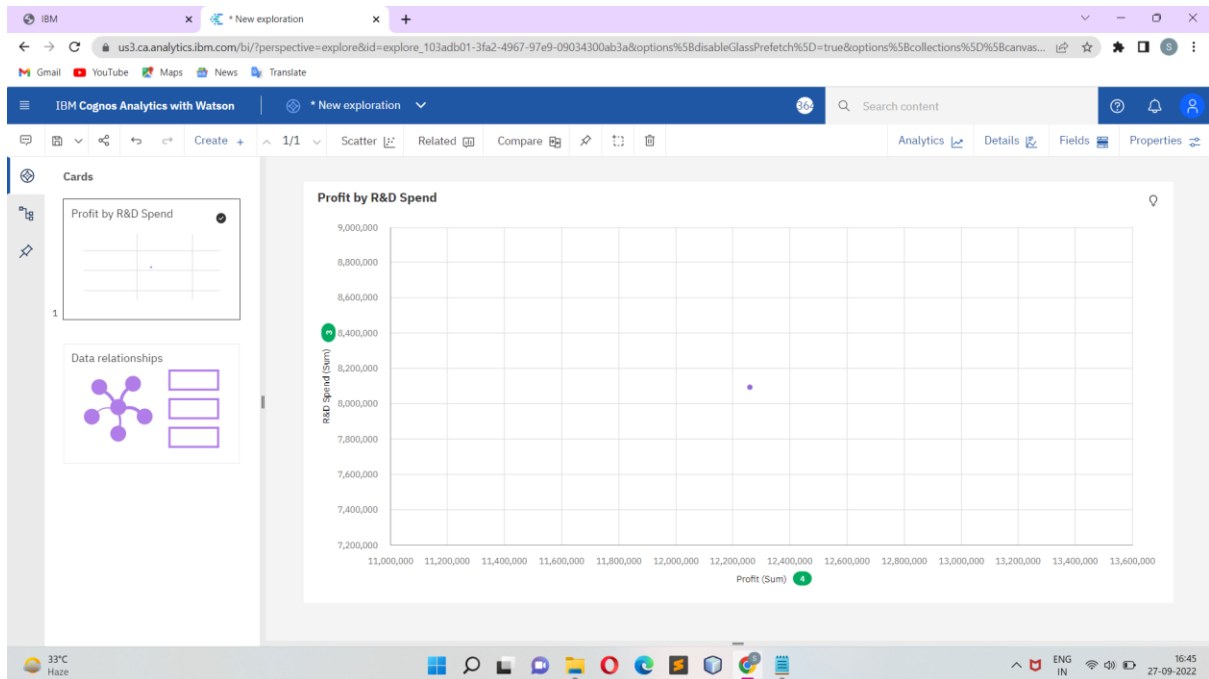 IBM
* New exploration
us3.ca.analytics.ibm.com/bi/?perspective=explore&id=explore_103adb01-3fa2-4967-97e9-09034300ab3a&options%5BdisableGlassPrefetch%5D=true&options%5Bcollections%5D%5Bcanvas...
S
Gmail YouTube Maps News Translate
IBM Cognos Analytics with Watson
* New exploration
364
Search content
Create + 1/1 Scatter Related Compare Analytics Details Fields Properties
Cards
Profit by R&D Spend
1
Data relationships
Profit by R&D Spend
9,000,000
8,800,000
8,600,000
8,400,000
8,200,000
8,000,000
7,800,000
7,600,000
7,400,000
7,200,000
R&D Spend (Sum) 3
11,000,000 11,200,000 11,400,000 11,600,000 11,800,000 12,000,000 12,200,000 12,400,000 12,600,000 12,800,000 13,000,000 13,200,000 13,400,000 13,600,000
Profit (Sum) 4
33°C
Haze
ENG
IN
16:45
27-09-2022